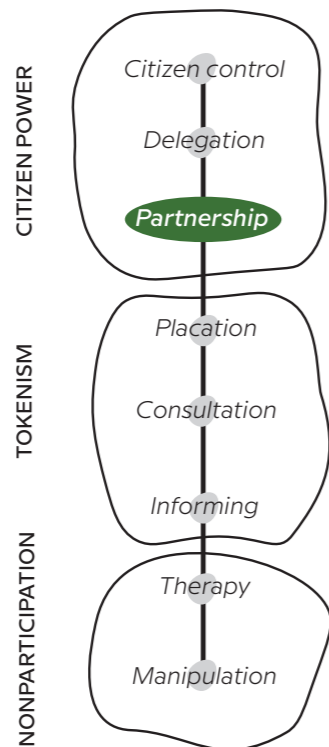 CITIZEN POWER
Citizen control
Delegation
Partnership
TOKENISM
Placation
Consultation
Informing
NONPARTICIPATION
Therapy
Manipulation